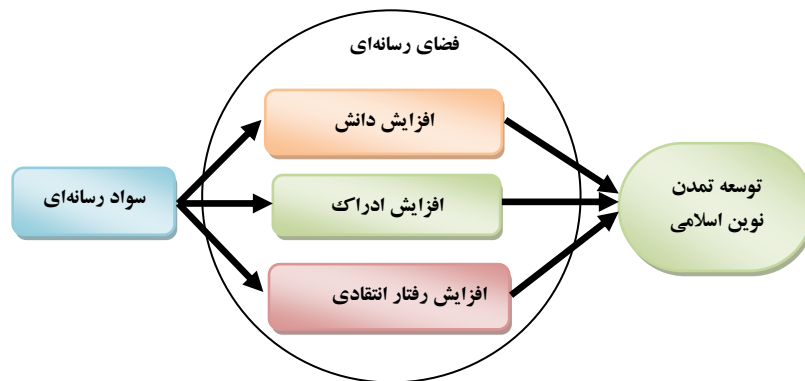 فضای رسانه‌ای
افزایش دانش
سواد رسانه‌ای
افزایش ادراک
توسعه تمدن
نوین اسلامی
افزایش رفتار انتقادی